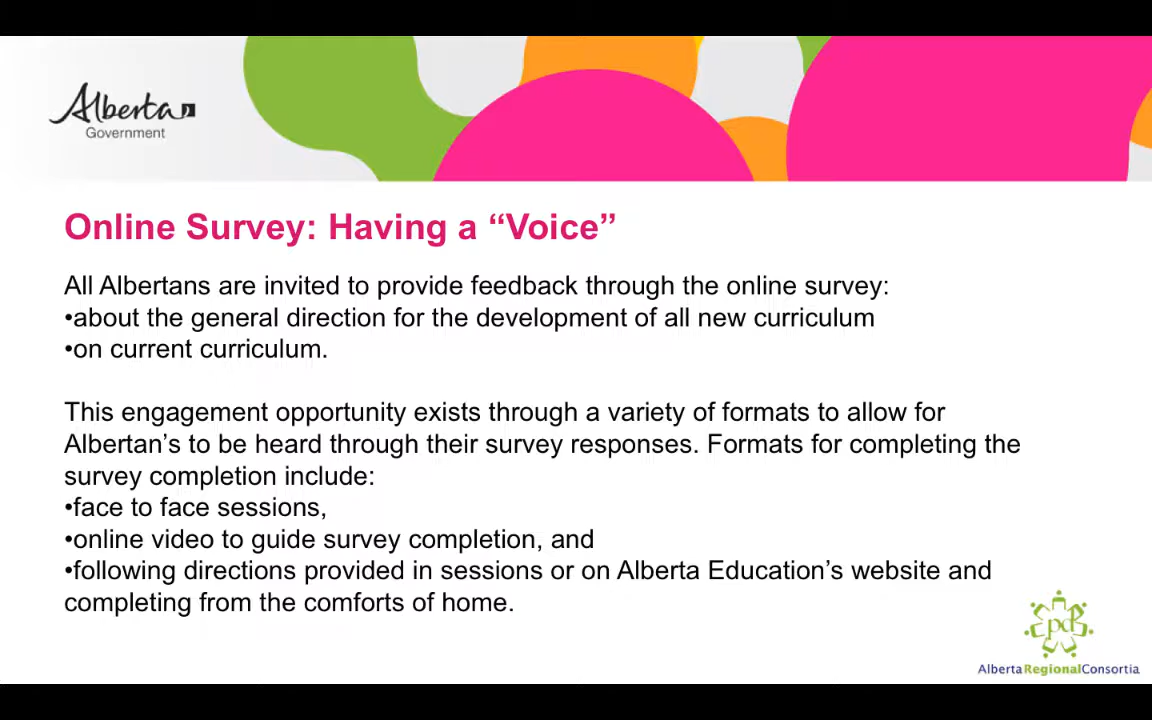 Alberta
Government
Online Survey: Having a “Voice”
All Albertans are invited to provide feedback through the online survey:
•about the general direction for the development of all new curriculum
•on current curriculum.
This engagement opportunity exists through a variety of formats to allow for
Albertan’s to be heard through their survey responses. Formats for completing the
survey completion include:
•face to face sessions,
•online video to guide survey completion, and
•following directions provided in sessions or on Alberta Education’s website and
completing from the comforts of home.
pd
AlbertaRegionalConsortia